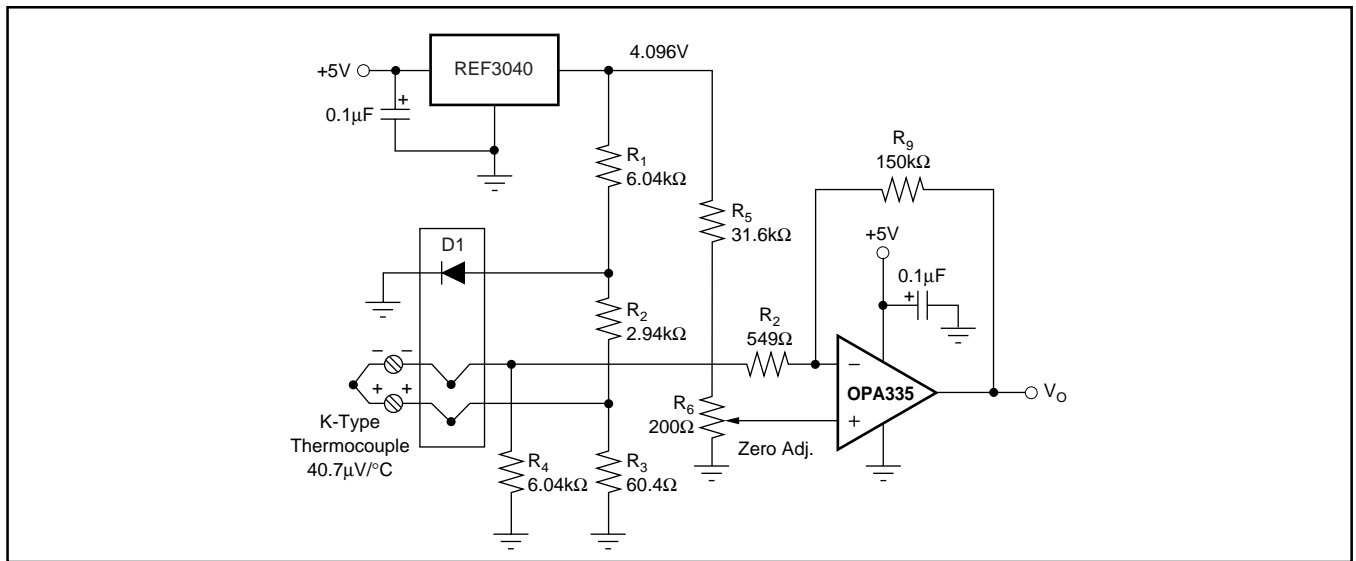 4.096V
+5V
REF3040
+
0.1µF
R1
6.04kΩ
R9
150kΩ
R5
31.6kΩ
+5V
D1
0.1µF
+
R2
2.94kΩ
R2
549Ω
− −
−
OPA335
VO
+ +
R6
200Ω
+
Zero Adj.
K-Type
Thermocouple
40.7µV/°C
R4
6.04kΩ
R3
60.4Ω